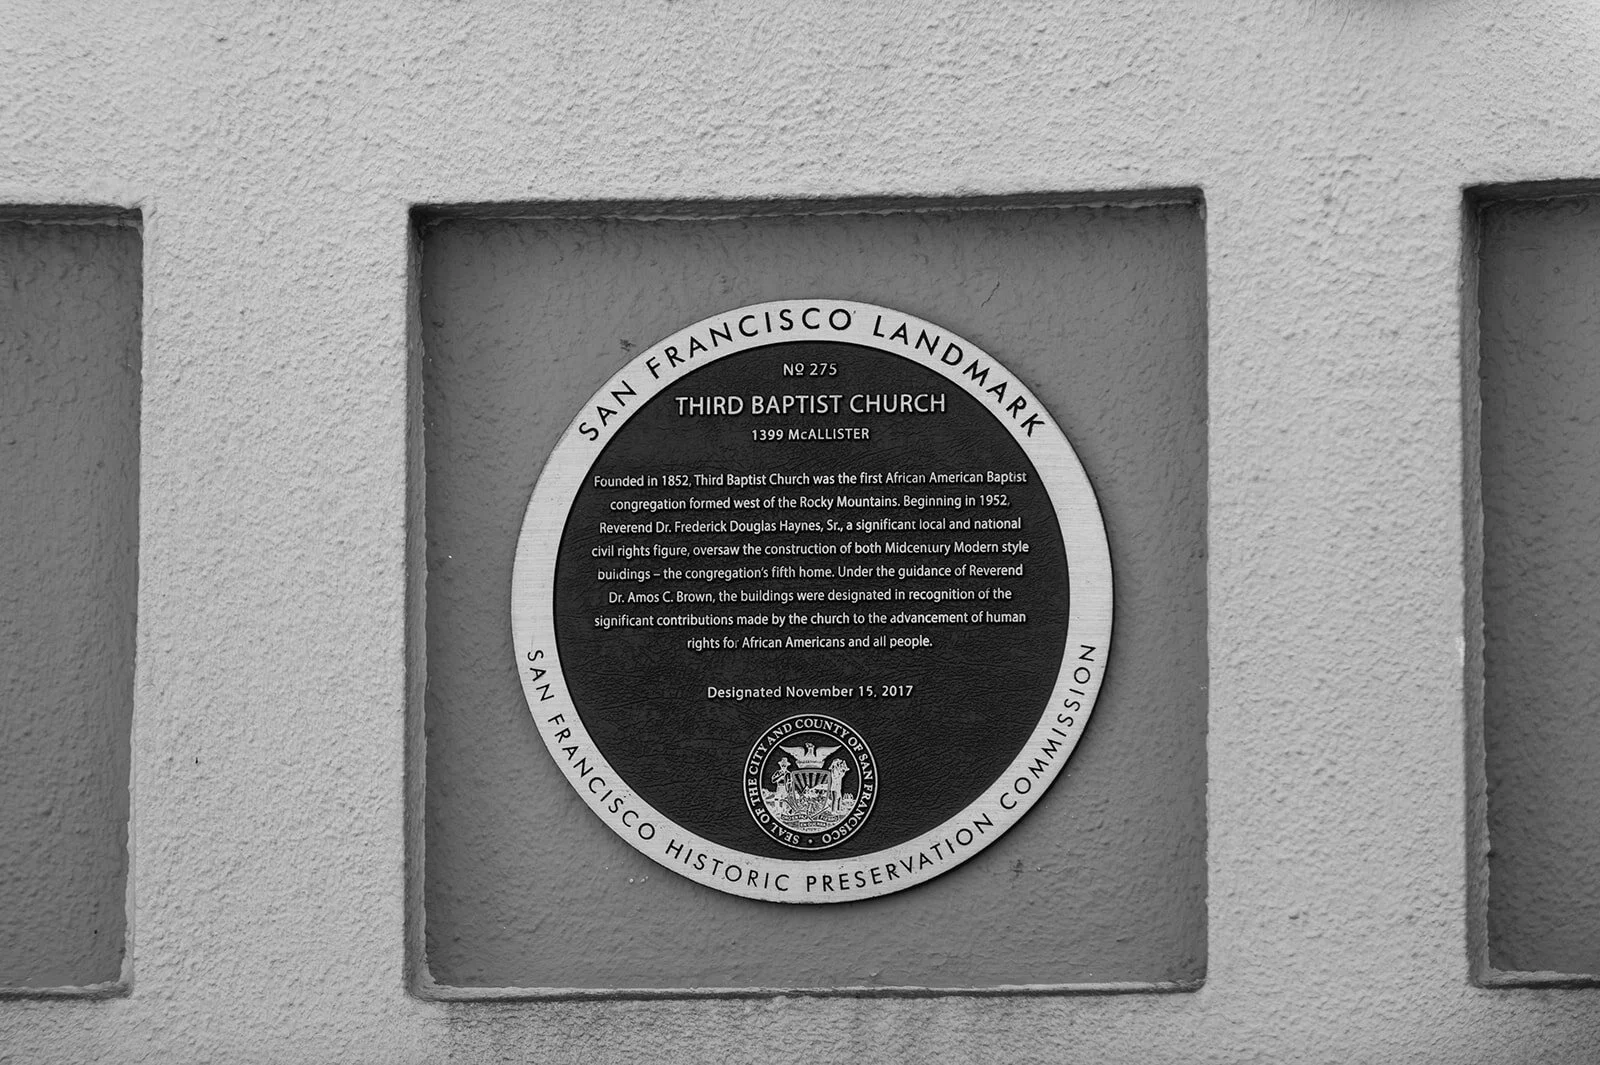 SAN FRANCISCO LANDMARK
Nº 275
THIRD BAPTIST CHURCH
1399 McALLISTER
Founded in 1852, Third Baptist Church was the first African American Baptist
congregation formed west of the Rocky Mountains. Beginning in 1952,
Reverend Dr. Frederick Douglas Haynes, Sr., a significant local and national
civil rights figure, oversaw the construction of both Midcentury Modern style
buildings – the congregation's fifth home. Under the guidance of Reverend
Dr. Amos C. Brown, the buildings were designated in recognition of the
significant contributions made by the church to the advancement of human
rights for African Americans and all people.
Designated November 15, 2017
SEAL OF THE CITY AND COUNTY OF SAN FRANCISCO
SAN FRANCISCO HISTORIC PRESERVATION COMMISSION